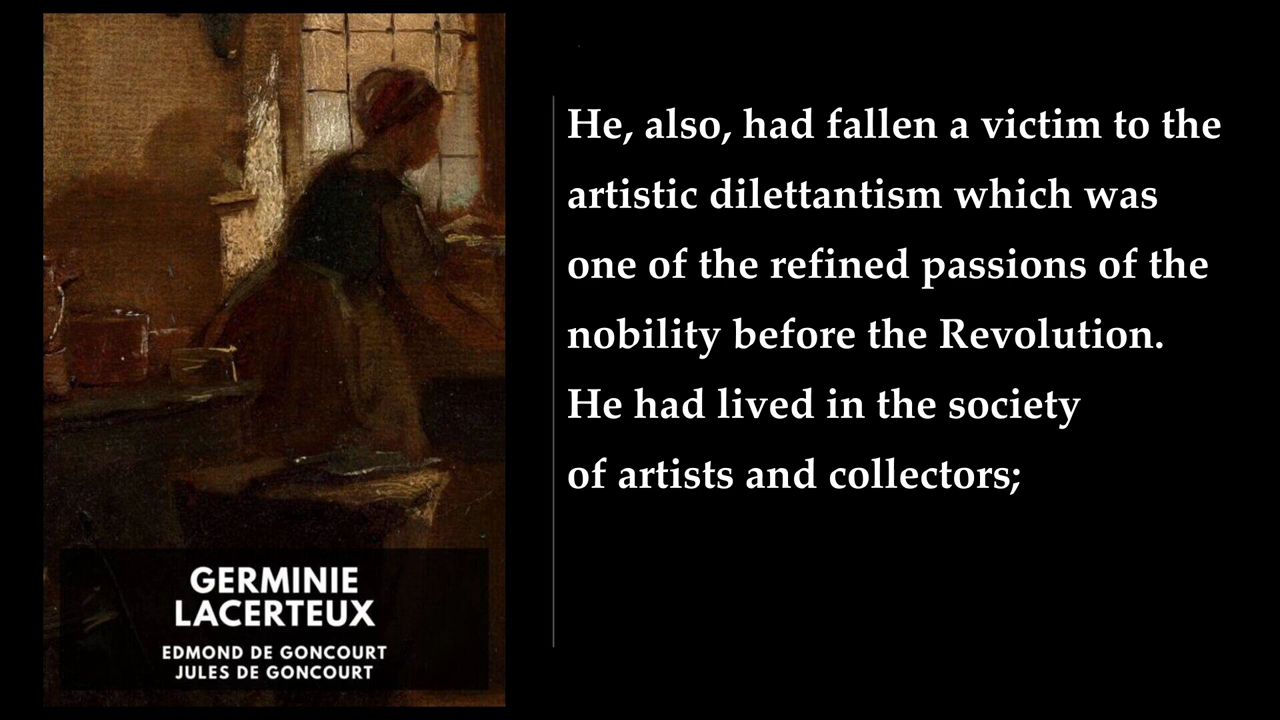 He, also, had fallen a victim to the
artistic dilettantism which was
one of the refined passions of the
nobility before the Revolution.
He had lived in the society
of artists and collectors;
GERMINIE
LACERTEUX
EDMOND DE GONCOURT
JULES DE GONCOURT